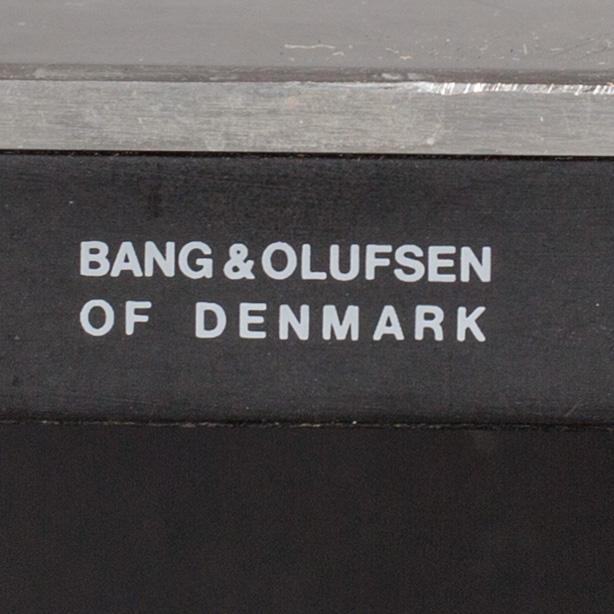 BANG & OLUFSEN
OF DENMARK